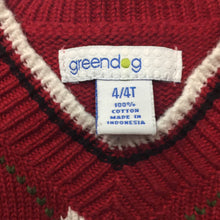 greendog
4/4T
100%
COTTON
MADE IN
INDONESIA